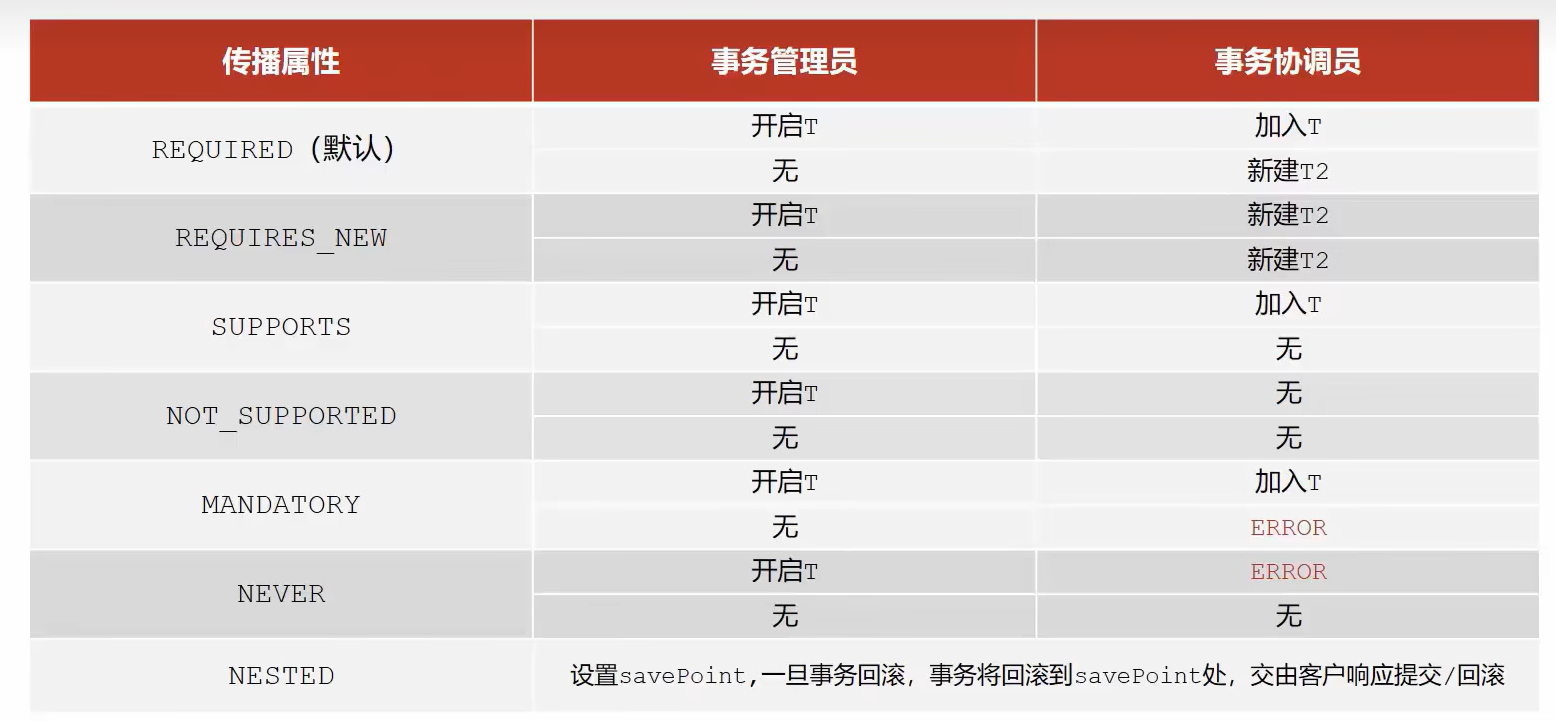 传播属性 事务管理员 事务协调员
REQUIRED（默认） 开启T 加入T
无 新建T2
REQUIRES_NEW 开启T 新建T2
无 新建T2
SUPPORTS 开启T 加入T
无 无
NOT_SUPPORTED 开启T 无
无 无
MANDATORY 开启T 加入T
无 ERROR
NEVER 开启T ERROR
无 无
NESTED 设置savePoint,一旦事务回滚，事务将回滚到savePoint处，交由客户响应提交/回滚